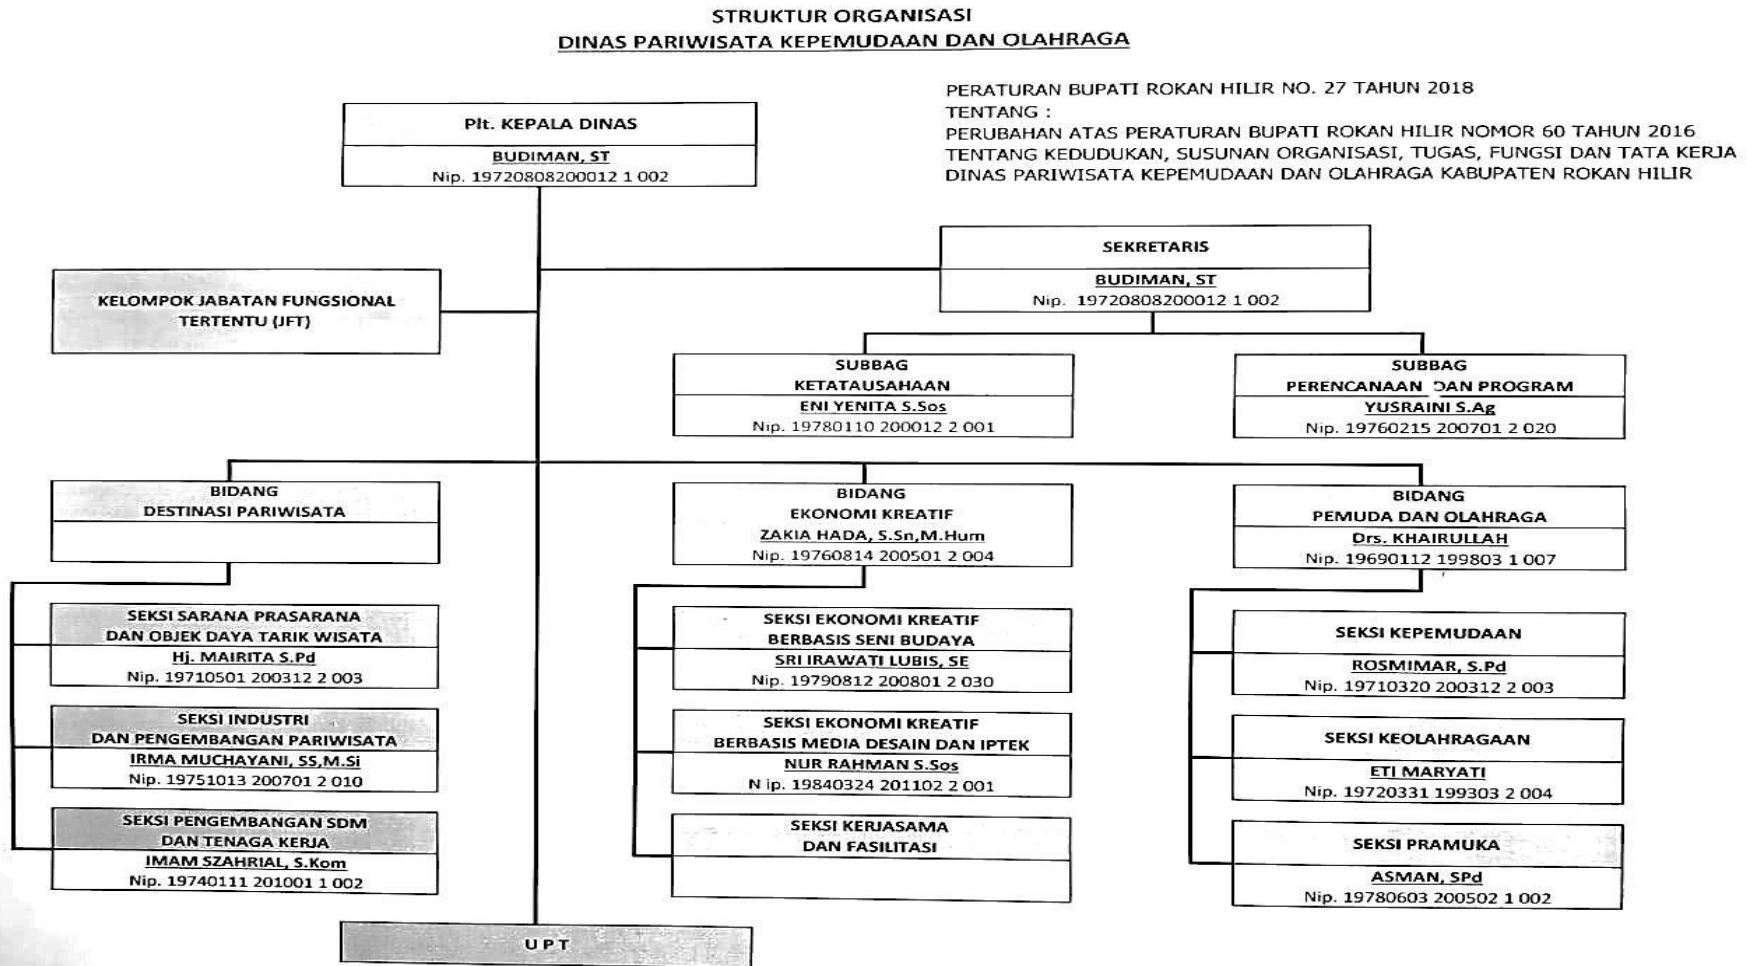 STRUKTUR ORGANISASI
DINAS PARIWISATA KEPEMUDAAN DAN OLAHRAGA
PERATURAN BUPATI ROKAN HILIR NO. 27 TAHUN 2018
TENTANG :
PERUBAHAN ATAS PERATURAN BUPATI ROKAN HILIR NOMOR 60 TAHUN 2016
TENTANG KEDUDUKAN, SUSUNAN ORGANISASI, TUGAS, FUNGSI DAN TATA KERJA
DINAS PARIWISATA KEPEMUDAAN DAN OLAHRAGA KABUPATEN ROKAN HILIR
Plt. KEPALA DINAS
BUDIMAN, ST
Nip. 19720808200012 1 002
SEKRETARIS
BUDIMAN, ST
Nip. 19720808200012 1 002
KELOMPOK JABATAN FUNGSIONAL
TERTENTU (JFT)
SUBBAG
KETATAUSAHAAN
ENI YENITA S.Sos
Nip. 19780110 200012 2 001
SUBBAG
PERENCANAAN DAN PROGRAM
YUSRAINI S.Ag
Nip. 19760215 200701 2 020
BIDANG
DESTINASI PARIWISATA
SEKSI SARANA PRASARANA
DAN OBJEK DAYA TARIK WISATA
Hj. MAIRITA S.Pd
Nip. 19710501 200312 2 003
SEKSI INDUSTRI
DAN PENGEMBANGAN PARIWISATA
IRMA MUCHAYANI, SS,M.Si
Nip. 19751013 200701 2 010
SEKSI PENGEMBANGAN SDM
DAN TENAGA KERJA
IMAM SZAHRIAL, S.Kom
Nip. 19740111 201001 1 002
BIDANG
EKONOMI KREATIF
ZAKIA HADA, S.Sn,M.Hum
Nip. 19760814 200501 2 004
SEKSI EKONOMI KREATIF
BERBASIS SENI BUDAYA
SRI IRAWATI LUBIS, SE
Nip. 19790812 200801 2 030
SEKSI EKONOMI KREATIF
BERBASIS MEDIA DESAIN DAN IPTEK
NUR RAHMAN S.Sos
N ip. 19840324 201102 2 001
SEKSI KERJASAMA
DAN FASILITASI
BIDANG
PEMUDA DAN OLAHRAGA
Drs. KHAIRULLAH
Nip. 19690112 199803 1 007
SEKSI KEPEMUDAAN
ROSMIMAR, S.Pd
Nip. 19710320 200312 2 003
SEKSI KEOLAHRAGAAN
ETI MARYATI
Nip. 19720331 199303 2 004
SEKSI PRAMUKA
ASMAN, SPd
Nip. 19780603 200502 1 002
U P T